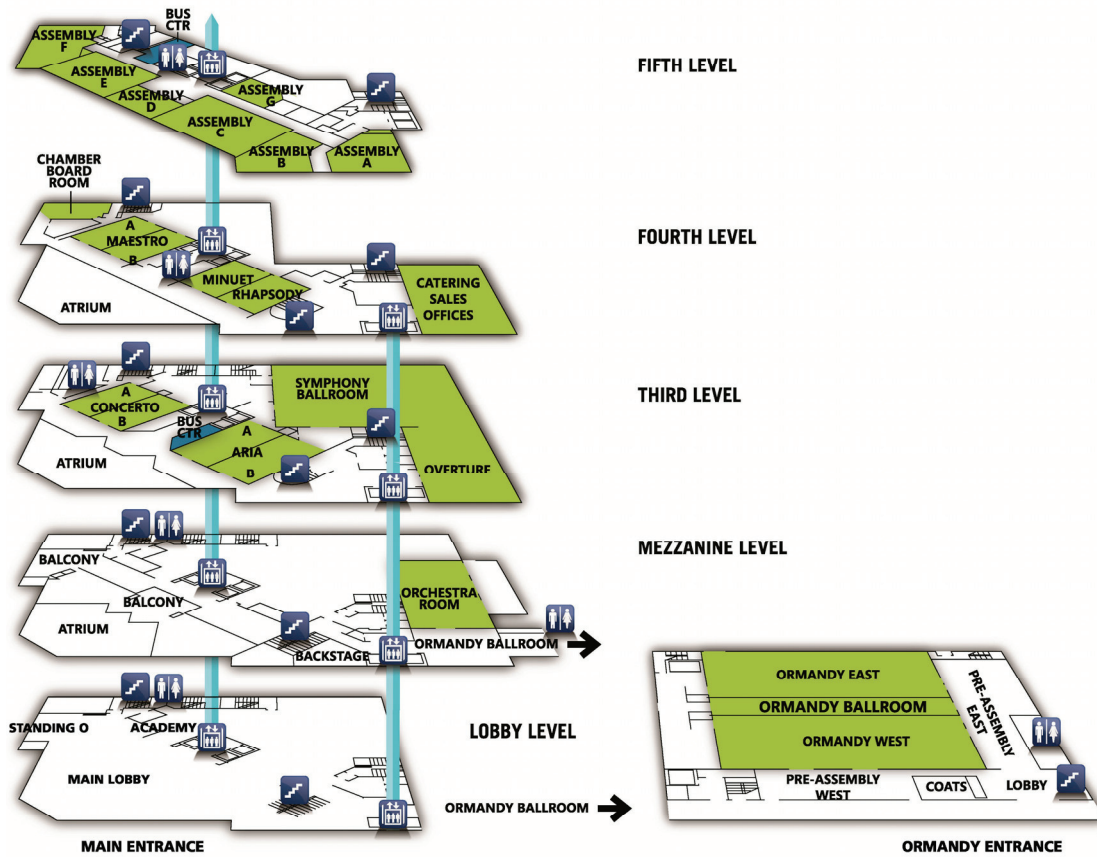 BUS
CTR
ASSEMBLY
F
ASSEMBLY
E
ASSEMBLY
D
ASSEMBLY
G
ASSEMBLY
C
ASSEMBLY
B
ASSEMBLY
A
FIFTH LEVEL
CHAMBER
BOARD
ROOM
A
MAESTRO
B
MINUET
RHAPSODY
ATRIUM
CATERING
SALES
OFFICES
FOURTH LEVEL
SYMPHONY
BALLROOM
A
CONCERTO
B
BUS
CTR
A
ARIA
B
ATRIUM
OVERTURE
THIRD LEVEL
BALCONY
BALCONY
ATRIUM
ORCHESTRA
ROOM
BACKSTAGE
ORMANDY BALLROOM
MEZZANINE LEVEL
STANDING O
ACADEMY
MAIN LOBBY
LOBBY LEVEL
ORMANDY BALLROOM
MAIN ENTRANCE
ORMANDY EAST
ORMANDY BALLROOM
ORMANDY WEST
PRE-ASSEMBLY
EAST
PRE-ASSEMBLY
WEST
COATS
LOBBY
ORMANDY ENTRANCE